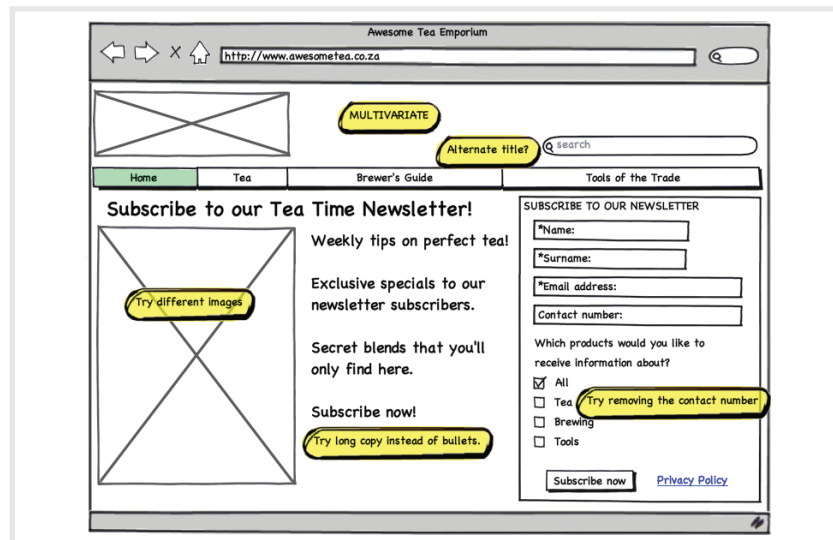 Awesome Tea Emporium
http://www.awesometea.co.za
MULTIVARIATE
Alternate title?
search
Home
Tea
Brewer's Guide
Tools of the Trade
Subscribe to our Tea Time Newsletter!
Try different images
Weekly tips on perfect tea!
Exclusive specials to our
newsletter subscribers.
Secret blends that you'll
only find here.
Subscribe now!
Try long copy instead of bullets.
SUBSCRIBE TO OUR NEWSLETTER
*Name:
*Surname:
*Email address:
Contact number:
Which products would you like to
receive information about?
All
Tea
Try removing the contact number
Brewing
Tools
Subscribe now
Privacy Policy